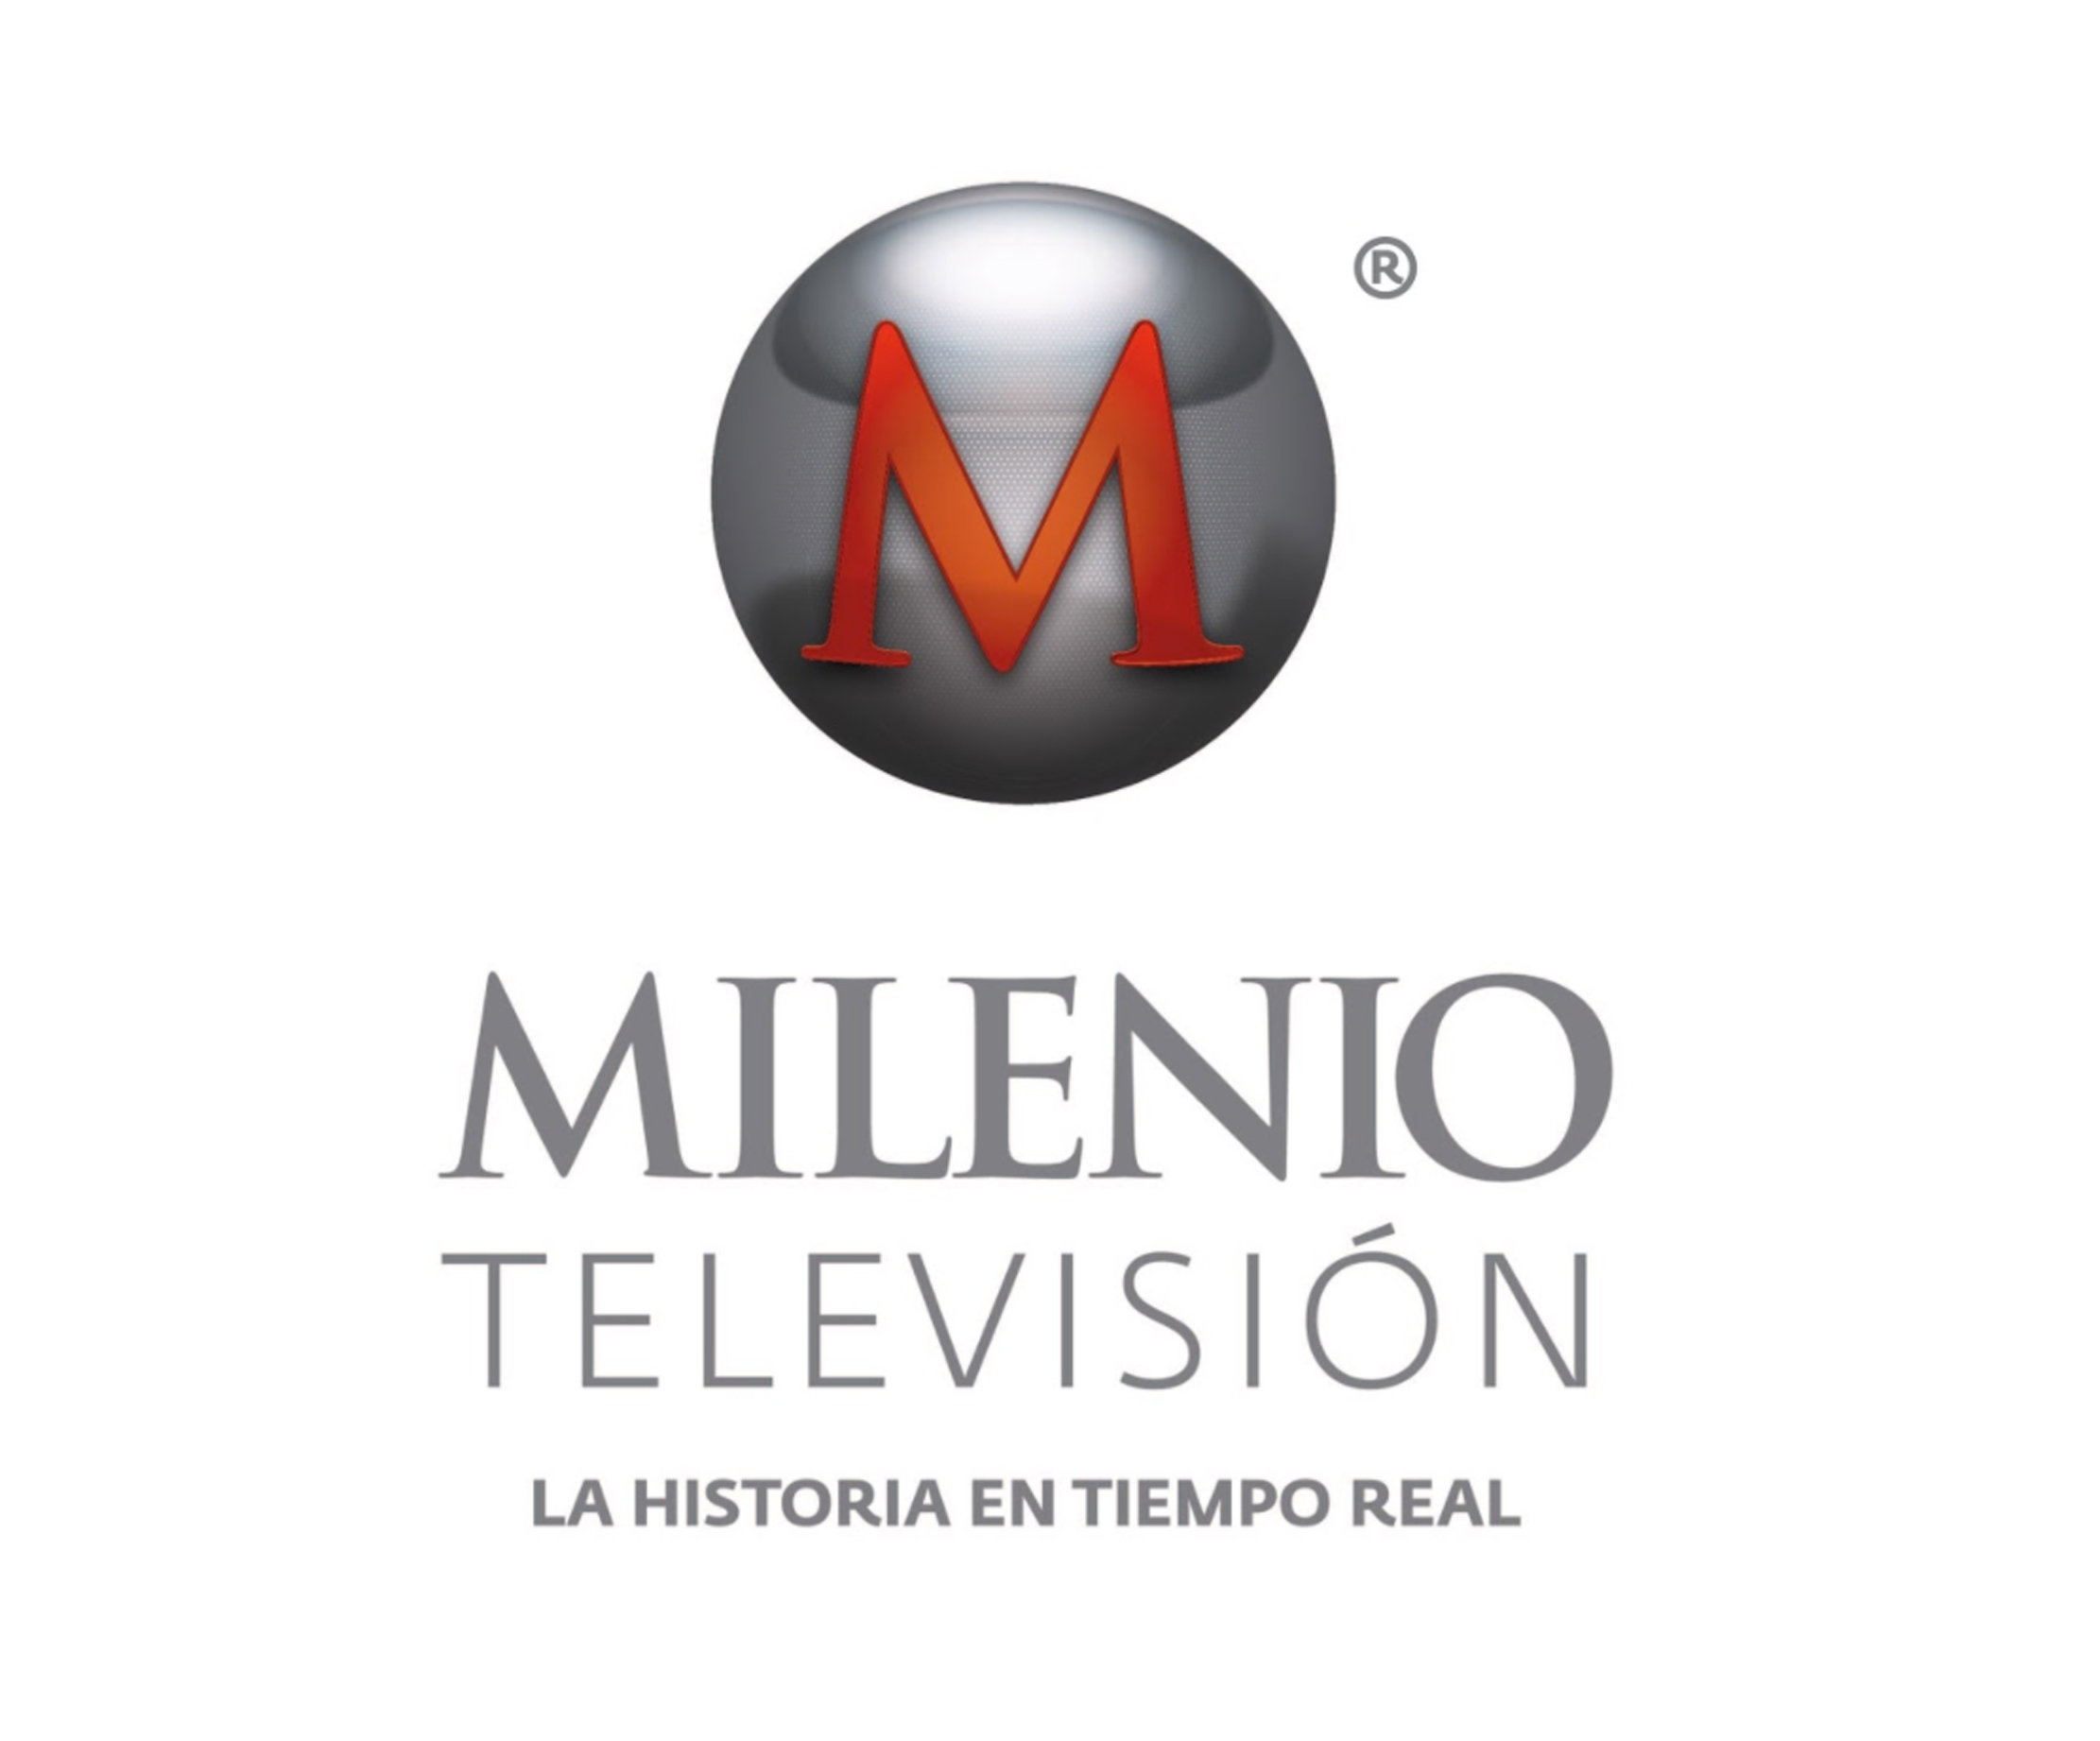 M ®
MILENIO
TELEVISIÓN
LA HISTORIA EN TIEMPO REAL